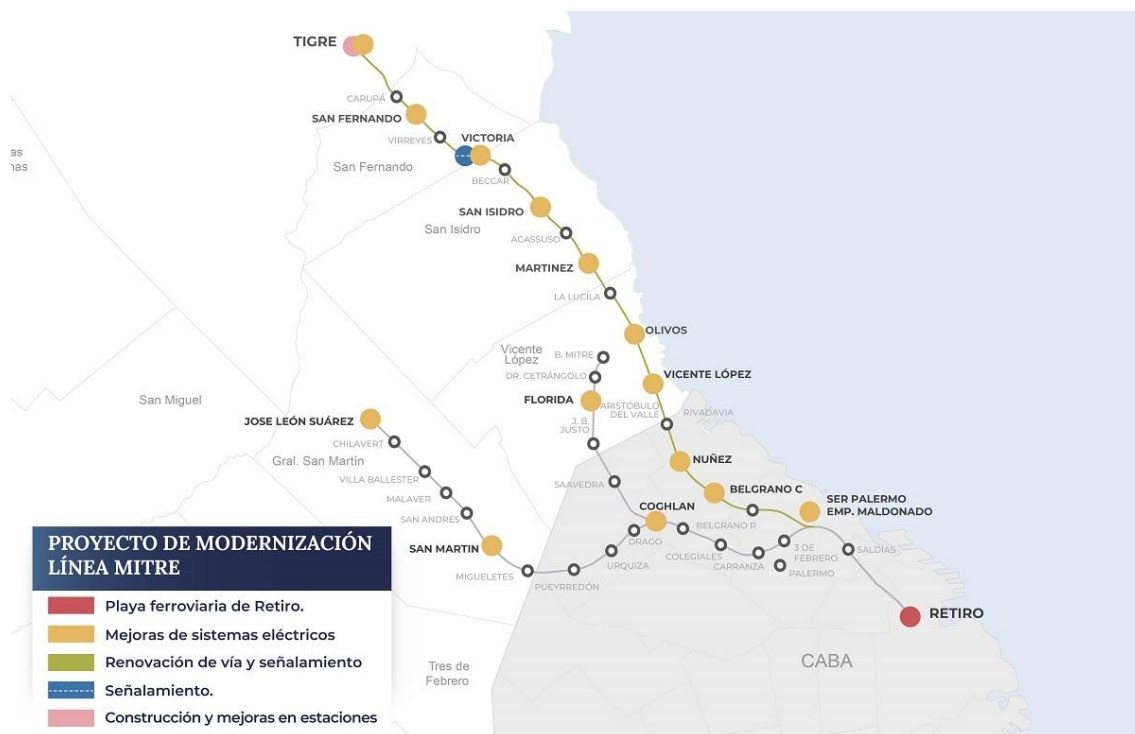 TIGRE
CARUPÁ
SAN FERNANDO
VIRREYES
VICTORIA
San Fernando
BECCAR
SAN ISIDRO
San Isidro
ACASSUSO
MARTINEZ
LA LUCILA
OLIVOS
Vicente
López
B. MITRE
DR. CETRÁNGOLO
VICENTE LÓPEZ
FLORIDA
ARISTÓBULO
DEL VALLE
RIVADAVIA
San Miguel
JOSE LEÓN SUÁREZ
J. B.
JUSTO
CHILAVERT
Gral. San Martín
NUÑEZ
VILLA BALLESTER
SAAVEDRA
BELGRANO C
MALAVER
SER PALERMO
EMP. MALDONADO
COGHLAN
SAN ANDRES
BELGRANO R
DRAGO
SAN MARTIN
COLEGIALES
3 DE
FEBRERO
SALDÍAS
URQUIZA
CARRANZA
PALERMO
MIGUELETES
PUEYRREDÓN
RETIRO
CABA
Tres de
Febrero
PROYECTO DE MODERNIZACIÓN
LÍNEA MITRE
Playa ferroviaria de Retiro.
Mejoras de sistemas eléctricos
Renovación de vía y señalamiento
Señalamiento.
Construcción y mejoras en estaciones